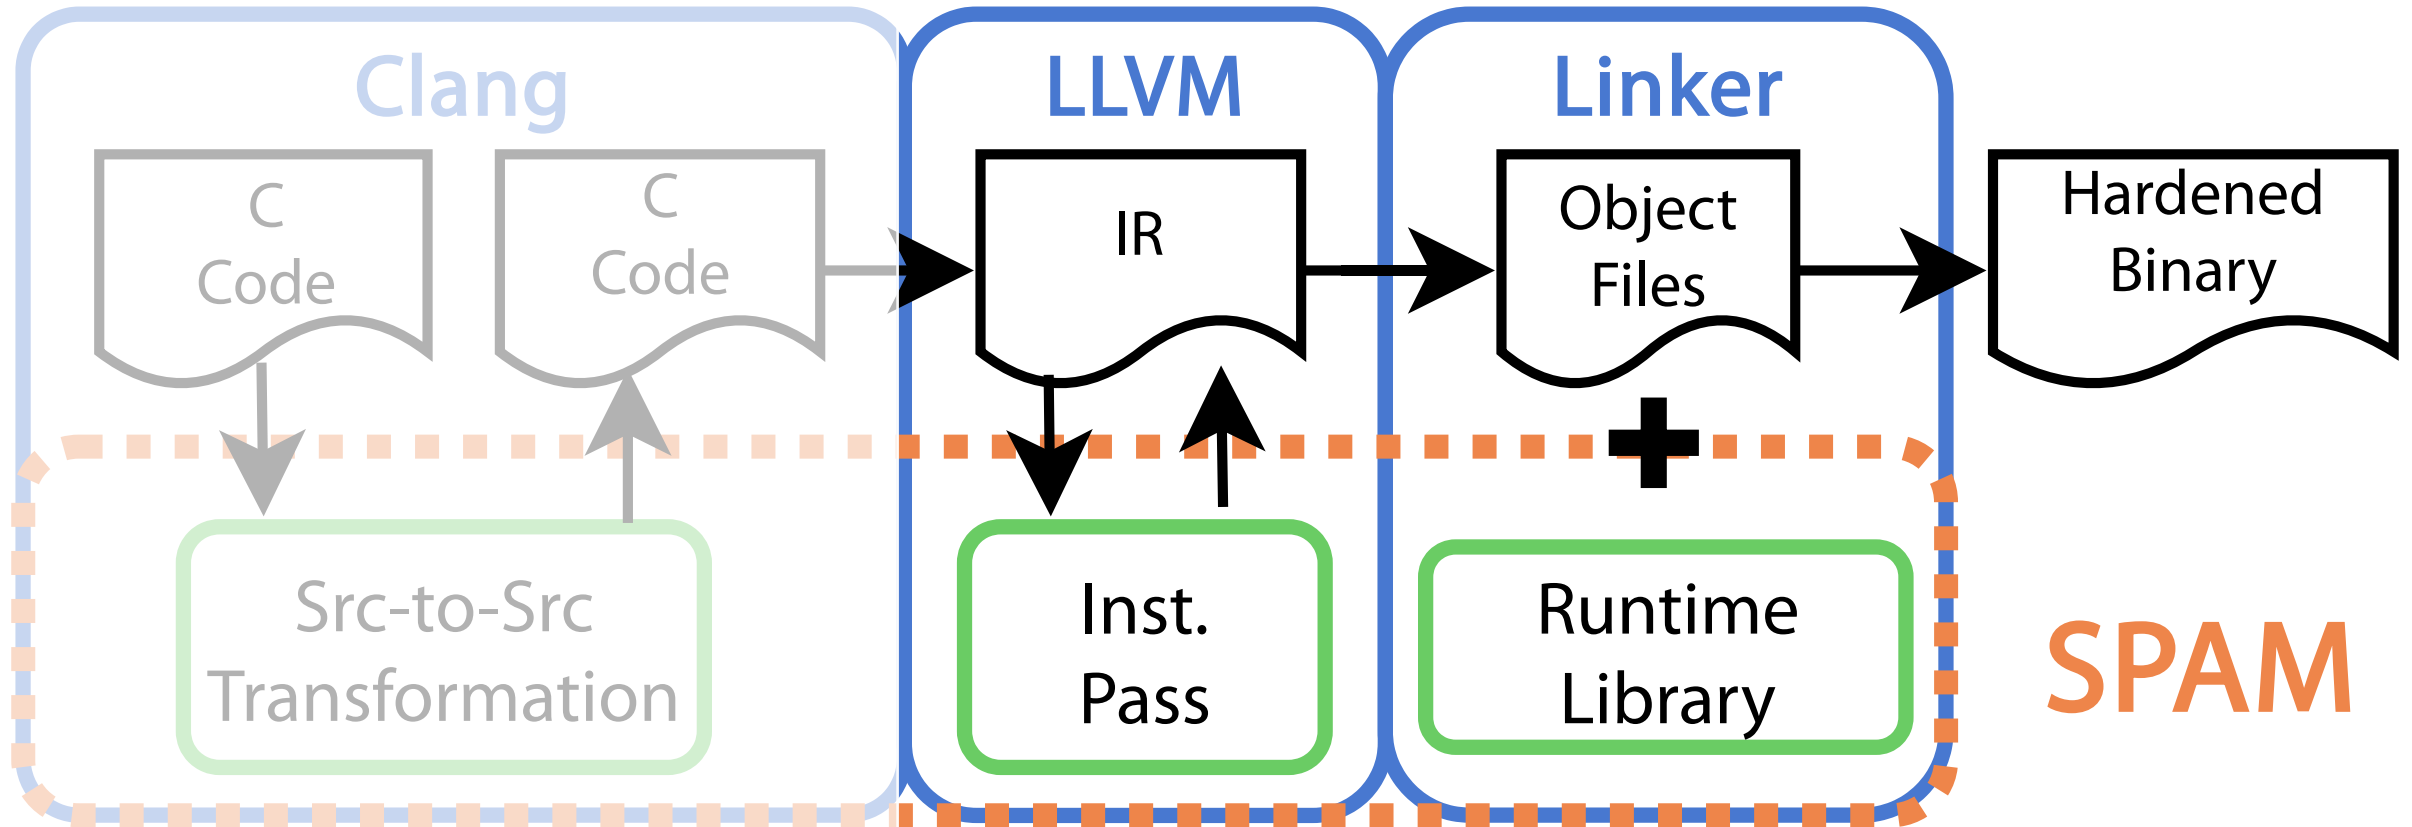 Clang
LLVM
Linker
C
Code
C
Code
IR
Object
Files
Hardened
Binary
Src-to-Src
Transformation
Inst.
Pass
Runtime
Library
SPAM